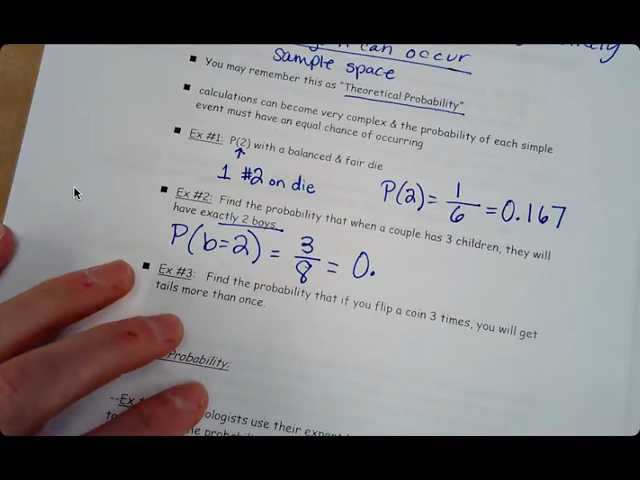 can occur
Sample space
You may remember this as "Theoretical Probability"
calculations can become very complex & the probability of each simple
event must have an equal chance of occurring
Ex #1: P(2) with a balanced & fair die
1 #2 on die
P(2) = 1/6 = 0.167
Ex #2: Find the probability that when a couple has 3 children, they will
have exactly 2 boys.
P(b=2) = 3/8 = 0.
Ex #3: Find the probability that if you flip a coin 3 times, you will get
tails more than once.
Probability:
--Ex
ologists use their